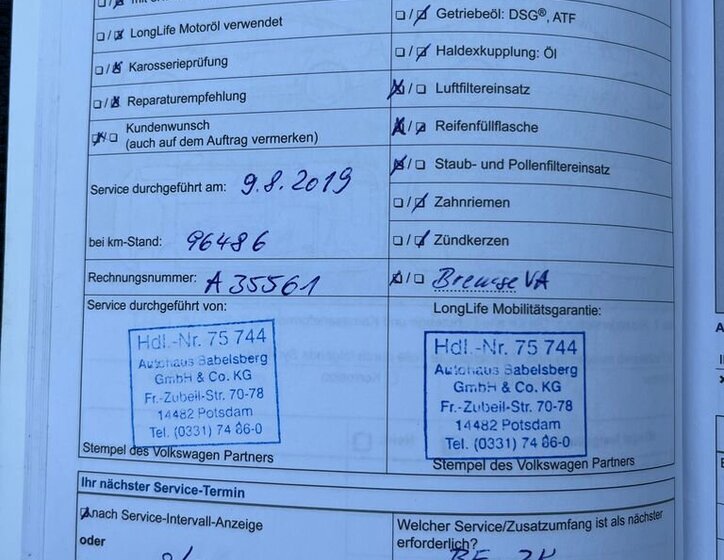 LongLife Motoröl verwendet
Karosserieprüfung
Reparaturempfehlung
Kundenwunsch
(auch auf dem Auftrag vermerken)
Service durchgeführt am: 9.8.2019
bei km-Stand: 96486
Rechnungsnummer: A 35561
Getriebeöl: DSG®, ATF
Haldexkupplung: Öl
Luftfiltereinsatz
Reifenfüllflasche
Staub- und Pollenfiltereinsatz
Zahnriemen
Zündkerzen
Bremse VA
Service durchgeführt von:
Hdl.-Nr. 75 744
Autohaus Babelsberg
GmbH & Co. KG
Fr.-Zubeil-Str. 70-78
14482 Potsdam
Tel. (0331) 74 86-0
Stempel des Volkswagen Partners
LongLife Mobilitätsgarantie:
Hdl.-Nr. 75 744
Autohaus Babelsberg
GmbH & Co. KG
Fr.-Zubeil-Str. 70-78
14482 Potsdam
Tel. (0331) 74 86-0
Stempel des Volkswagen Partners
Ihr nächster Service-Termin
nach Service-Intervall-Anzeige
oder
Welcher Service/Zusatzumfang ist als nächster
erforderlich?